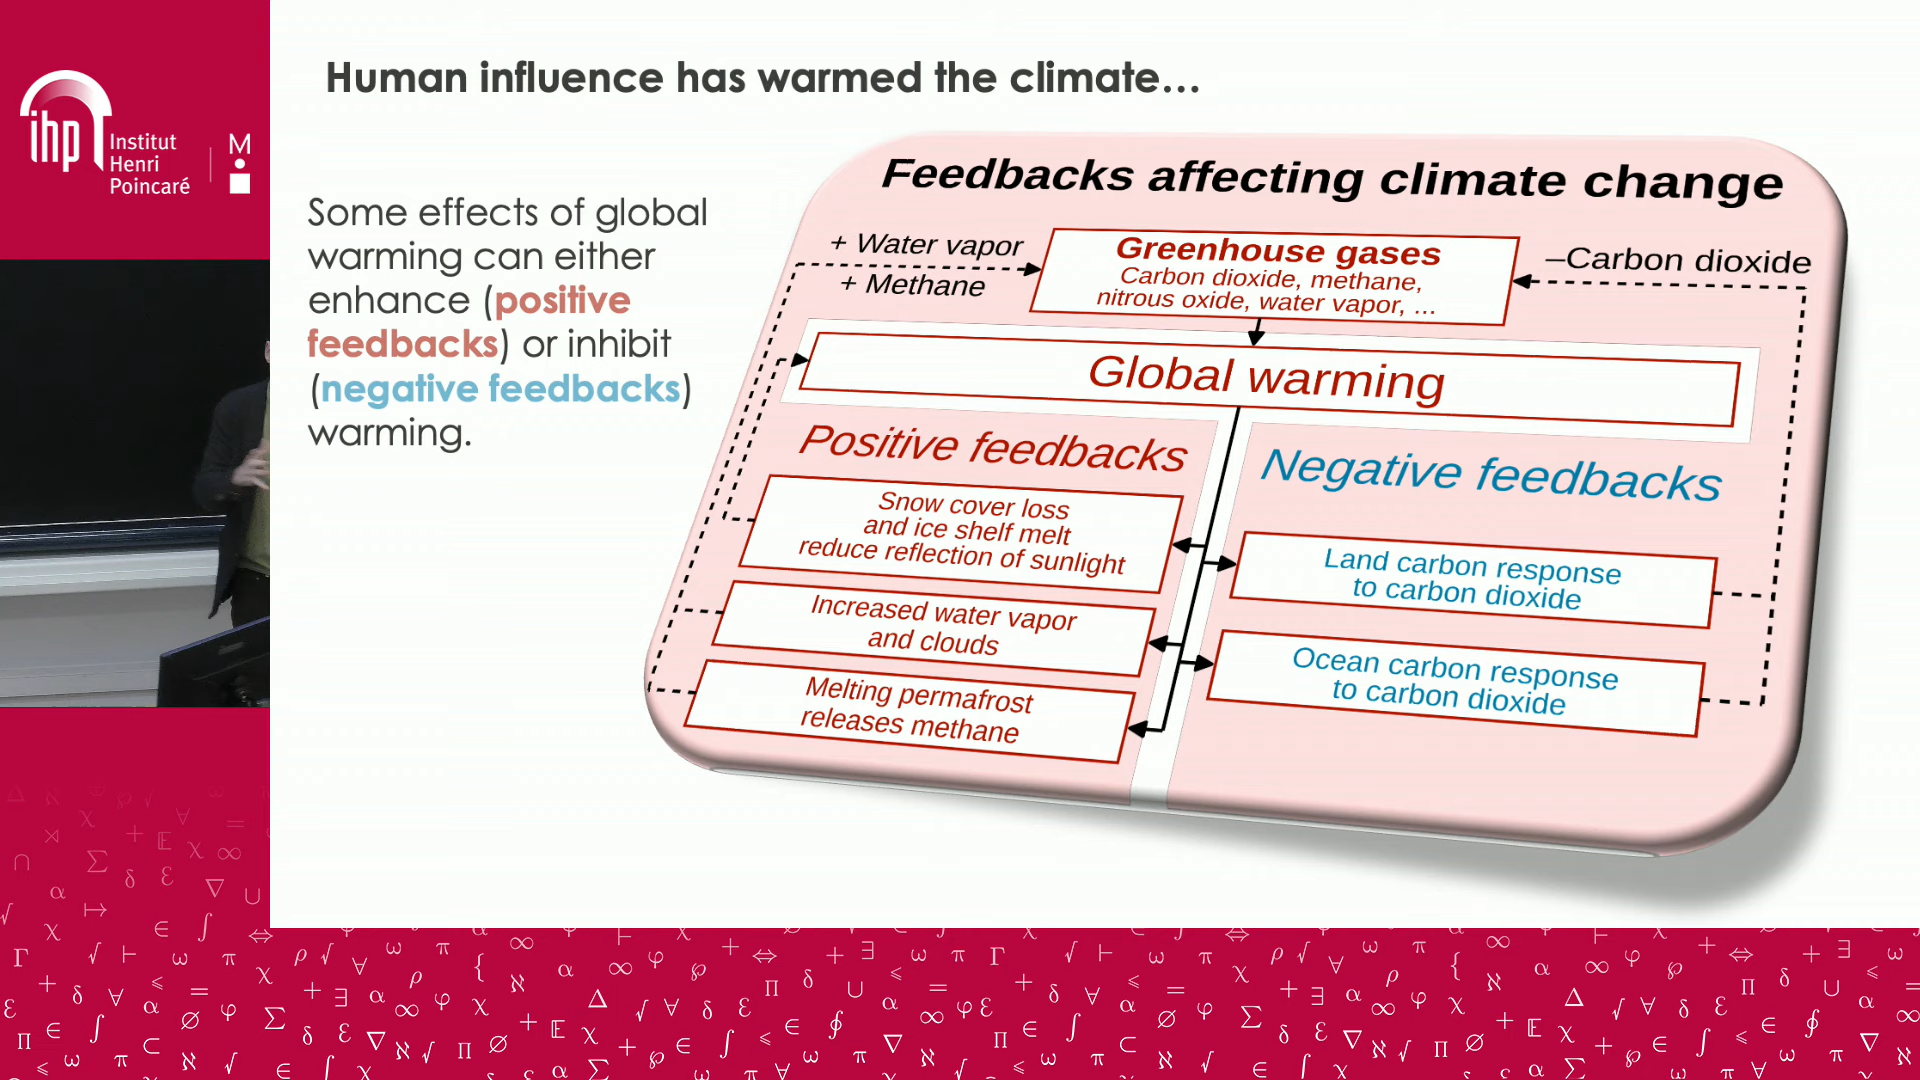 Human influence has warmed the climate...
ihp
Institut
Henri
Poincaré
M
Some effects of global
warming can either
enhance (positive
feedbacks) or inhibit
(negative feedbacks)
warming.
Feedbacks affecting climate change
+ Water vapor
+ Methane
Greenhouse gases
Carbon dioxide, methane,
nitrous oxide, water vapor, ...
–Carbon dioxide
Global warming
Positive feedbacks
Snow cover loss
and ice shelf melt
reduce reflection of sunlight
Increased water vapor
and clouds
Melting permafrost
releases methane
Negative feedbacks
Land carbon response
to carbon dioxide
Ocean carbon response
to carbon dioxide